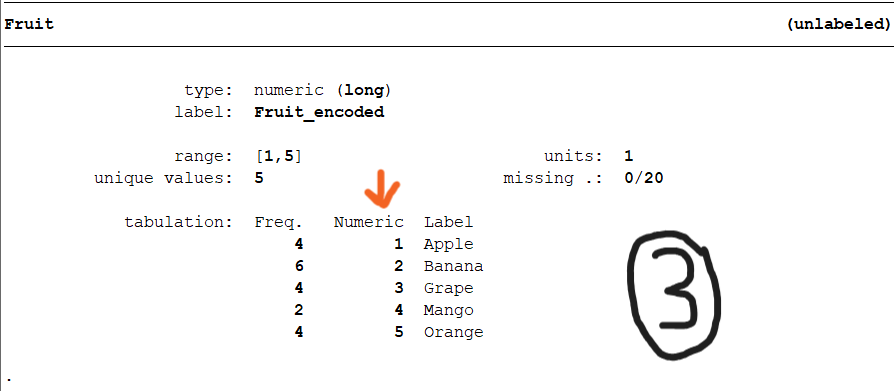 Fruit (unlabeled)
type: numeric (long)
label: Fruit_encoded
range: [1,5] units: 1
unique values: 5 missing .: 0/20
tabulation: Freq. Numeric Label
4 1 Apple
6 2 Banana
4 3 Grape
2 4 Mango
4 5 Orange
3
.